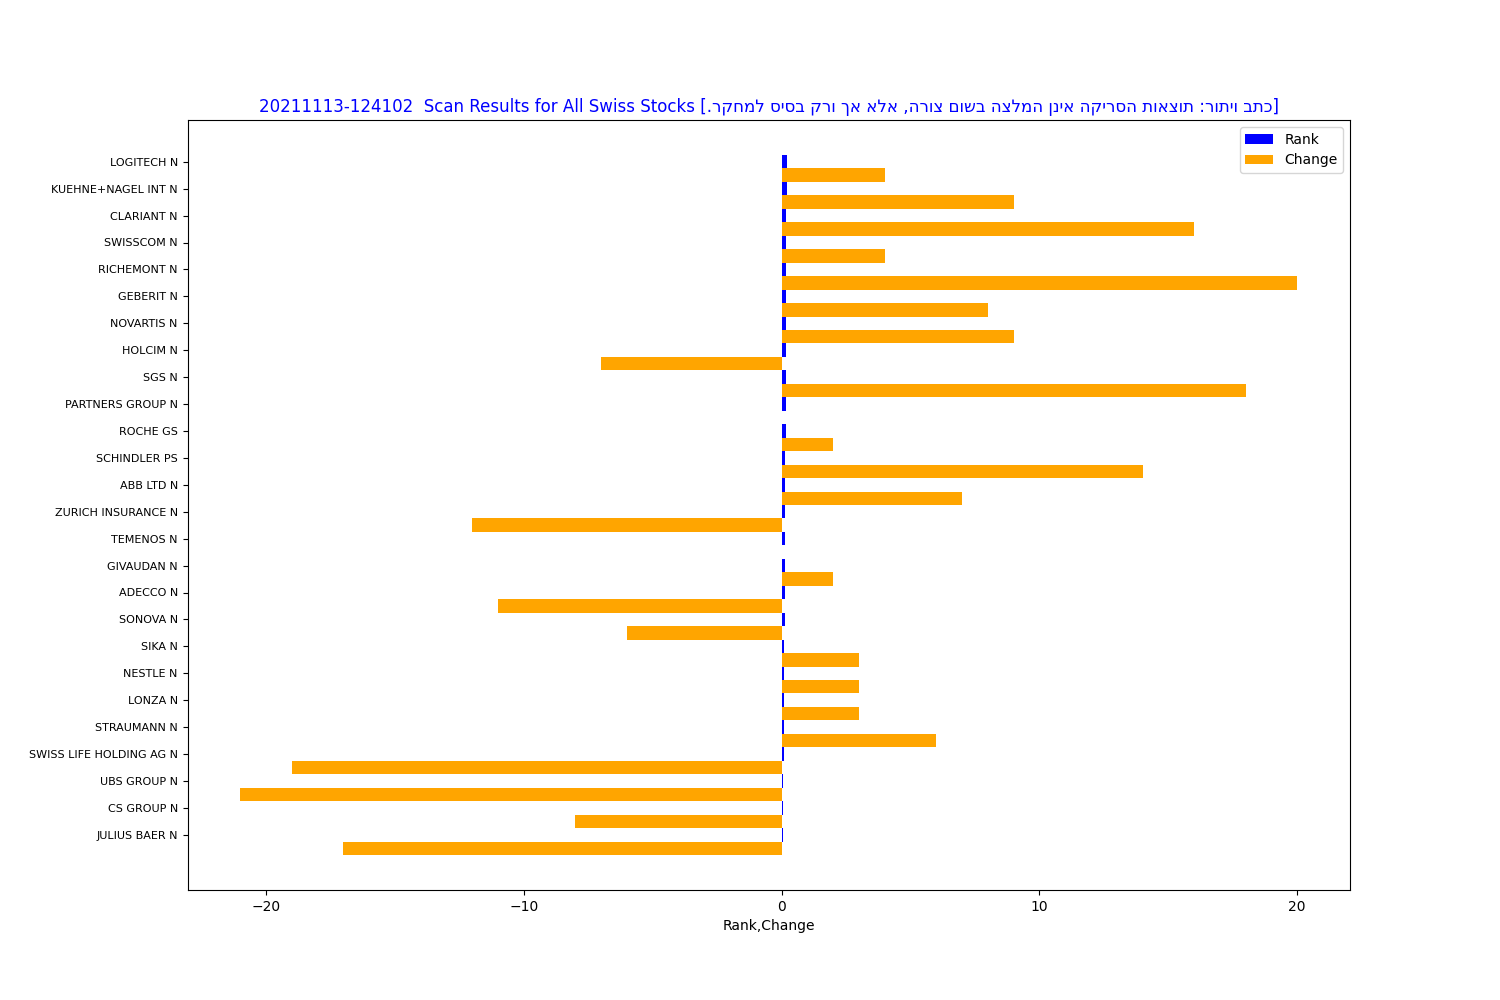 20211113-124102  Scan Results for All Swiss Stocks [כתב ויתור: תוצאות הסריקה אינן המלצה בשום צורה, אלא אך ורק בסיס למחקר.]
Rank
Change
LOGITECH N
KUEHNE+NAGEL INT N
CLARIANT N
SWISSCOM N
RICHEMONT N
GEBERIT N
NOVARTIS N
HOLCIM N
SGS N
PARTNERS GROUP N
ROCHE GS
SCHINDLER PS
ABB LTD N
ZURICH INSURANCE N
TEMENOS N
GIVAUDAN N
ADECCO N
SONOVA N
SIKA N
NESTLE N
LONZA N
STRAUMANN N
SWISS LIFE HOLDING AG N
UBS GROUP N
CS GROUP N
JULIUS BAER N
−20 −10 0 10 20
Rank,Change